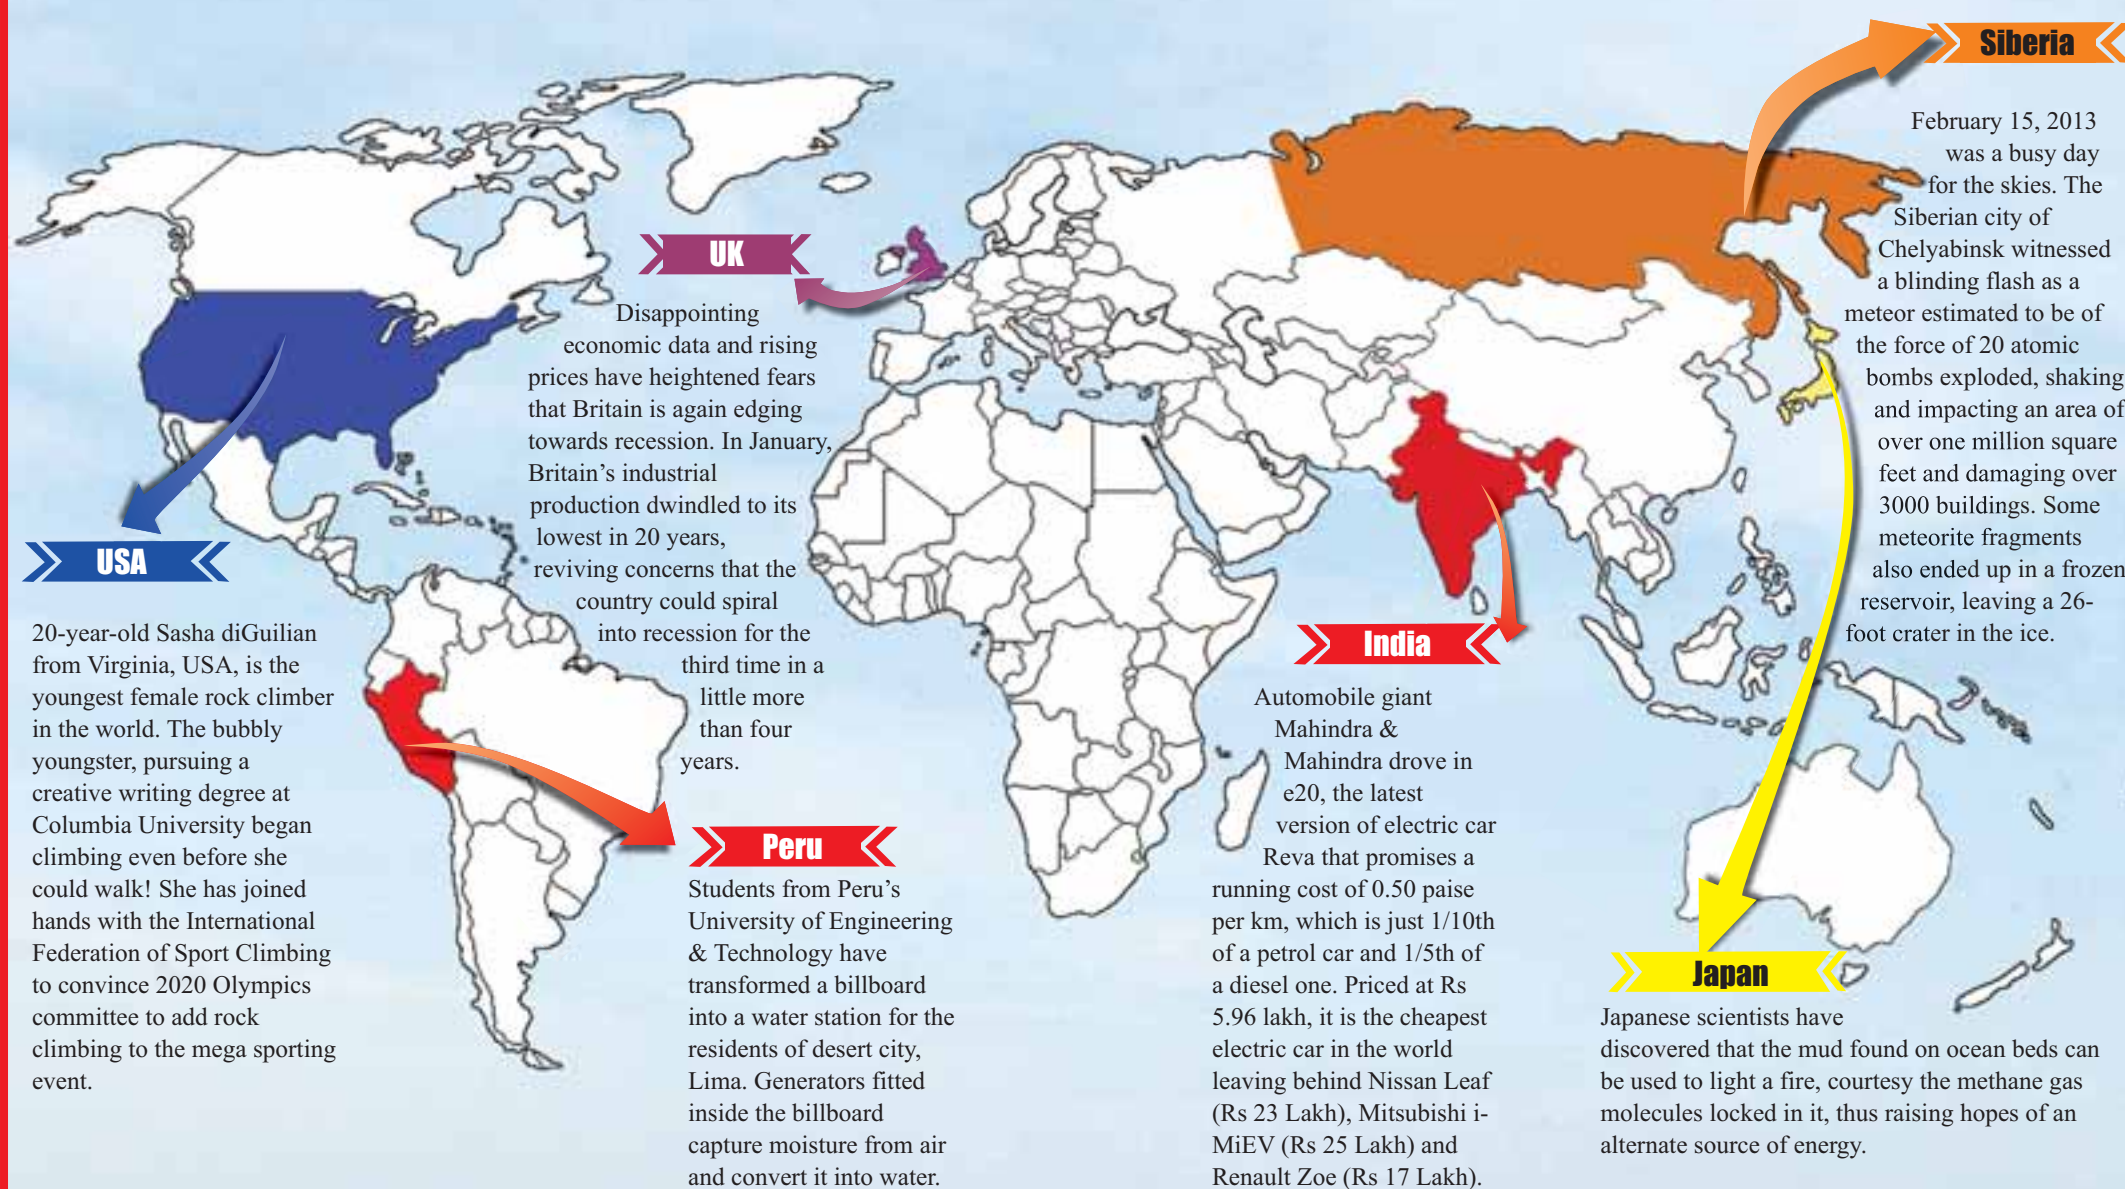 Siberia
February 15, 2013
was a busy day
for the skies. The
Siberian city of
Chelyabinsk witnessed
a blinding flash as a
meteor estimated to be of
the force of 20 atomic
bombs exploded, shaking
and impacting an area of
over one million square
feet and damaging over
3000 buildings. Some
meteorite fragments
also ended up in a frozen
reservoir, leaving a 26-
foot crater in the ice.
UK
Disappointing
economic data and rising
prices have heightened fears
that Britain is again edging
towards recession. In January,
Britain’s industrial
production dwindled to its
lowest in 20 years,
reviving concerns that the
country could spiral
into recession for the
third time in a
little more
than four
years.
USA
20-year-old Sasha diGuilian
from Virginia, USA, is the
youngest female rock climber
in the world. The bubbly
youngster, pursuing a
creative writing degree at
Columbia University began
climbing even before she
could walk! She has joined
hands with the International
Federation of Sport Climbing
to convince 2020 Olympics
committee to add rock
climbing to the mega sporting
event.
Peru
Students from Peru’s
University of Engineering
& Technology have
transformed a billboard
into a water station for the
residents of desert city,
Lima. Generators fitted
inside the billboard
capture moisture from air
and convert it into water.
India
Automobile giant
Mahindra &
Mahindra drove in
e20, the latest
version of electric car
Reva that promises a
running cost of 0.50 paise
per km, which is just 1/10th
of a petrol car and 1/5th of
a diesel one. Priced at Rs
5.96 lakh, it is the cheapest
electric car in the world
leaving behind Nissan Leaf
(Rs 23 Lakh), Mitsubishi i-
MiEV (Rs 25 Lakh) and
Renault Zoe (Rs 17 Lakh).
Japan
Japanese scientists have
discovered that the mud found on ocean beds can
be used to light a fire, courtesy the methane gas
molecules locked in it, thus raising hopes of an
alternate source of energy.